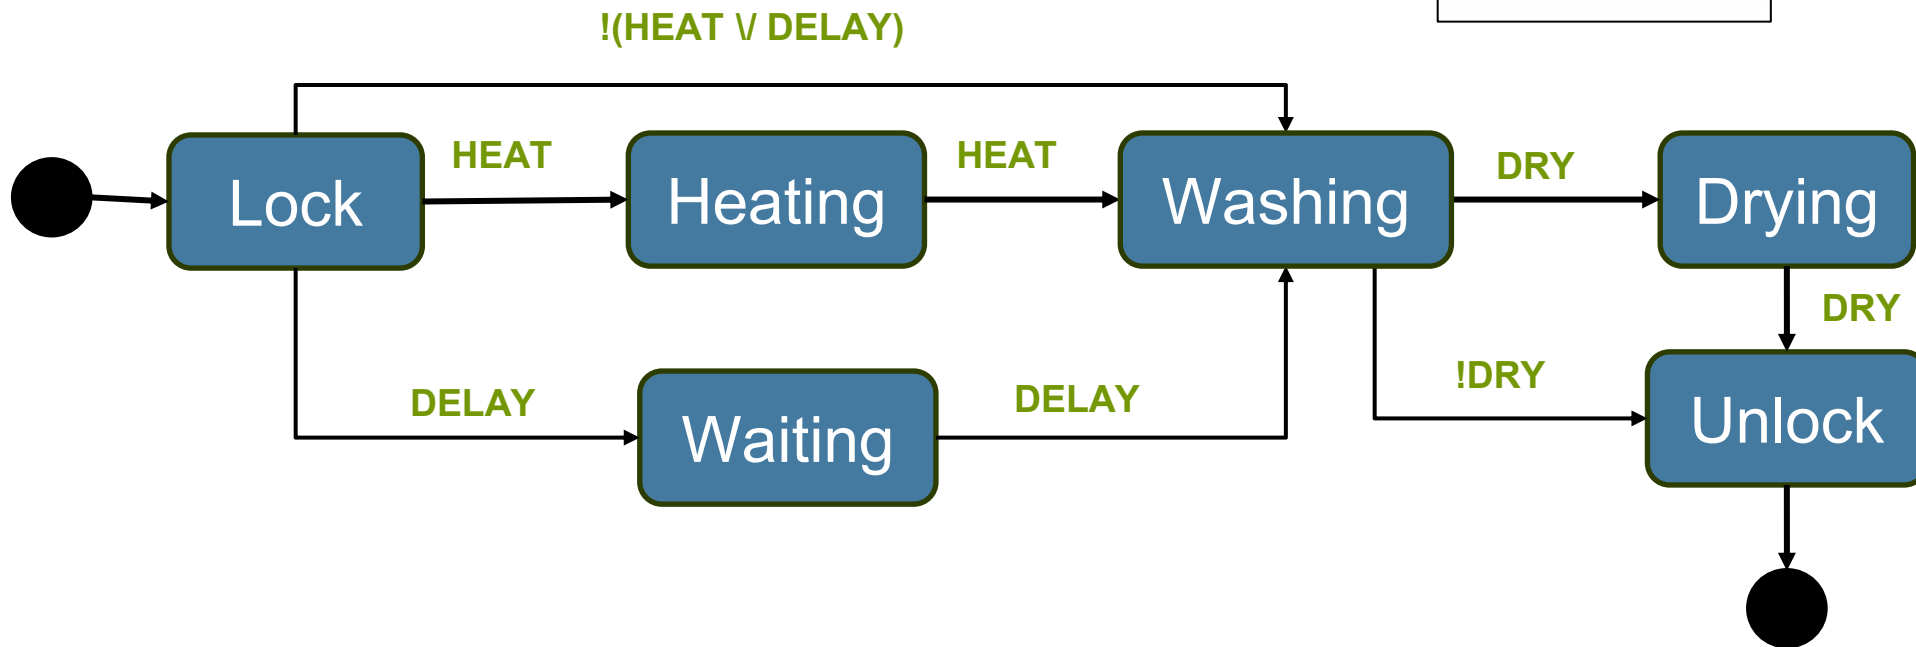 !(HEAT \/ DELAY)
HEAT
HEAT
DRY
Lock
Heating
Washing
Drying
DRY
DELAY
DELAY
!DRY
Waiting
Unlock